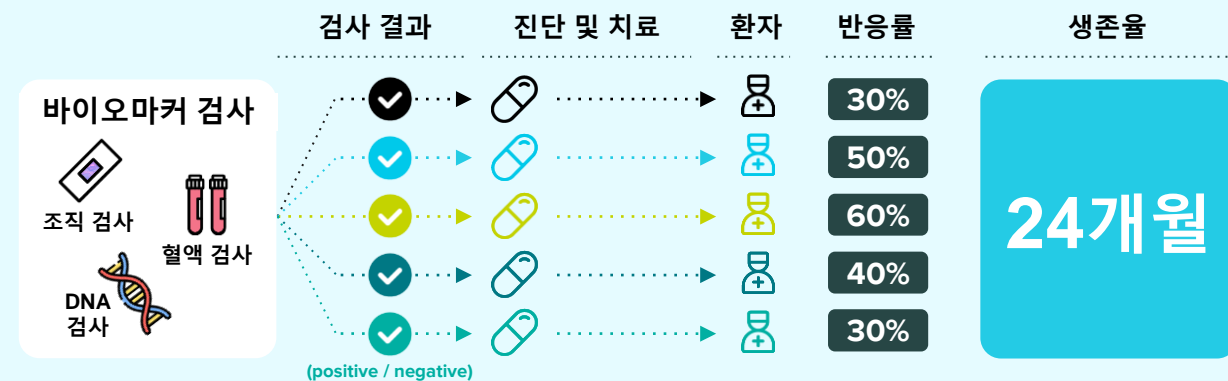 검사 결과
진단 및 치료
환자
반응률
생존율
바이오마커 검사
조직 검사
혈액 검사
DNA
검사
30%
50%
60%
40%
30%
24개월
(positive / negative)